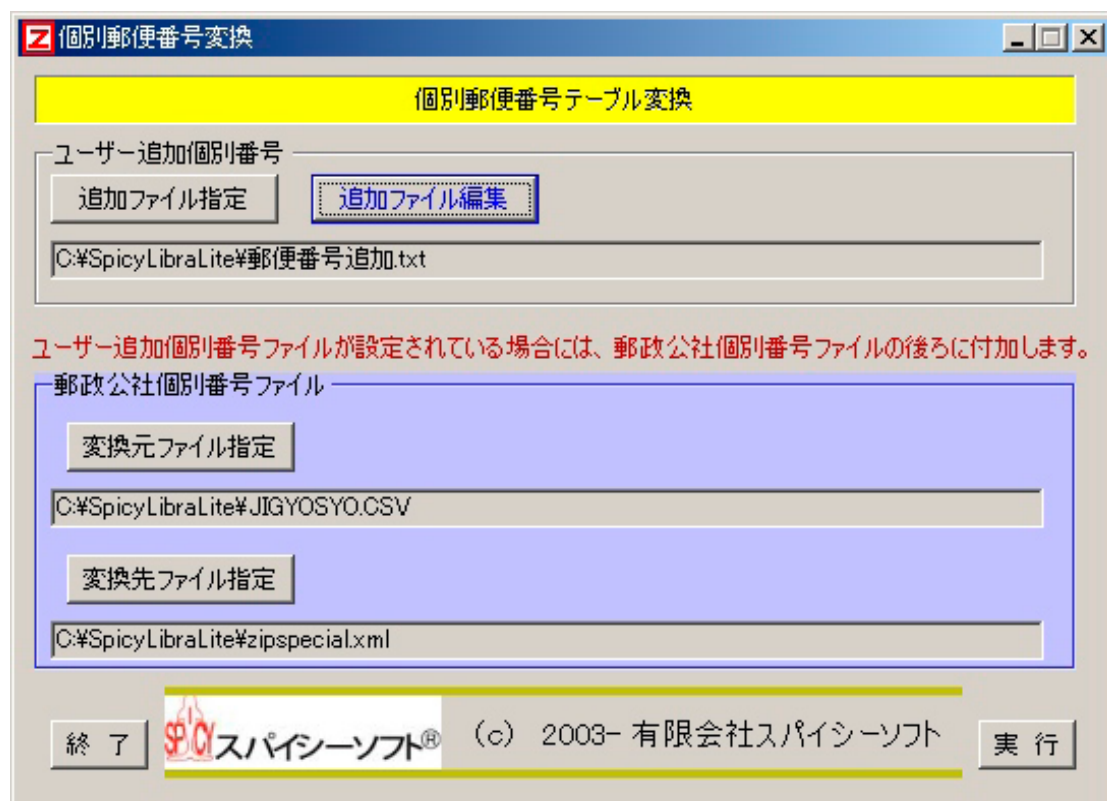 Z 個別郵便番号変換
個別郵便番号テーブル変換
ユーザー追加個別番号
追加ファイル指定 追加ファイル編集
C:¥SpicyLibraLite¥郵便番号追加.txt
ユーザー追加個別番号ファイルが設定されている場合には、郵政公社個別番号ファイルの後ろに付加します。
郵政公社個別番号ファイル
変換元ファイル指定
C:¥SpicyLibraLite¥JIGYOSYO.CSV
変換先ファイル指定
C:¥SpicyLibraLite¥zipspecial.xml
終 了 SPICY スパイシーソフト® (c) 2003- 有限会社スパイシーソフト 実 行